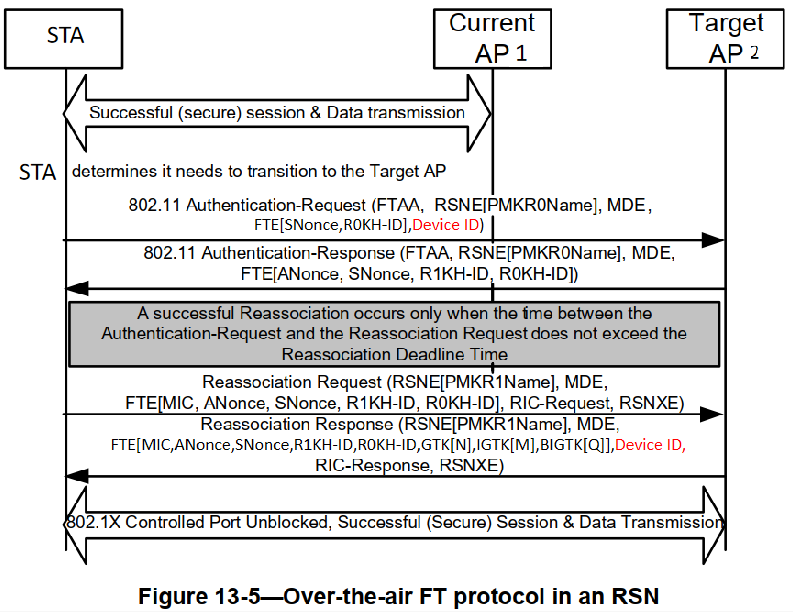 STA
Current
AP 1
Target
AP 2
Successful (secure) session & Data transmission
STA determines it needs to transition to the Target AP
802.11 Authentication-Request (FTAA, RSNE[PMKR0Name], MDE,
FTE[SNonce,R0KH-ID],Device ID)
802.11 Authentication-Response (FTAA, RSNE[PMKR0Name], MDE,
FTE[ANonce, SNonce, R1KH-ID, R0KH-ID])
A successful Reassociation occurs only when the time between the
Authentication-Request and the Reassociation Request does not exceed the
Reassociation Deadline Time
Reassociation Request (RSNE[PMKR1Name], MDE,
FTE[MIC, ANonce, SNonce, R1KH-ID, R0KH-ID], RIC-Request, RSNXE)
Reassociation Response (RSNE[PMKR1Name], MDE,
FTE[MIC,ANonce,SNonce,R1KH-ID,R0KH-ID,GTK[N],IGTK[M],BIGTK[Q]],Device ID,
RIC-Response, RSNXE)
802.1X Controlled Port Unblocked, Successful (Secure) Session & Data Transmission
Figure 13-5—Over-the-air FT protocol in an RSN